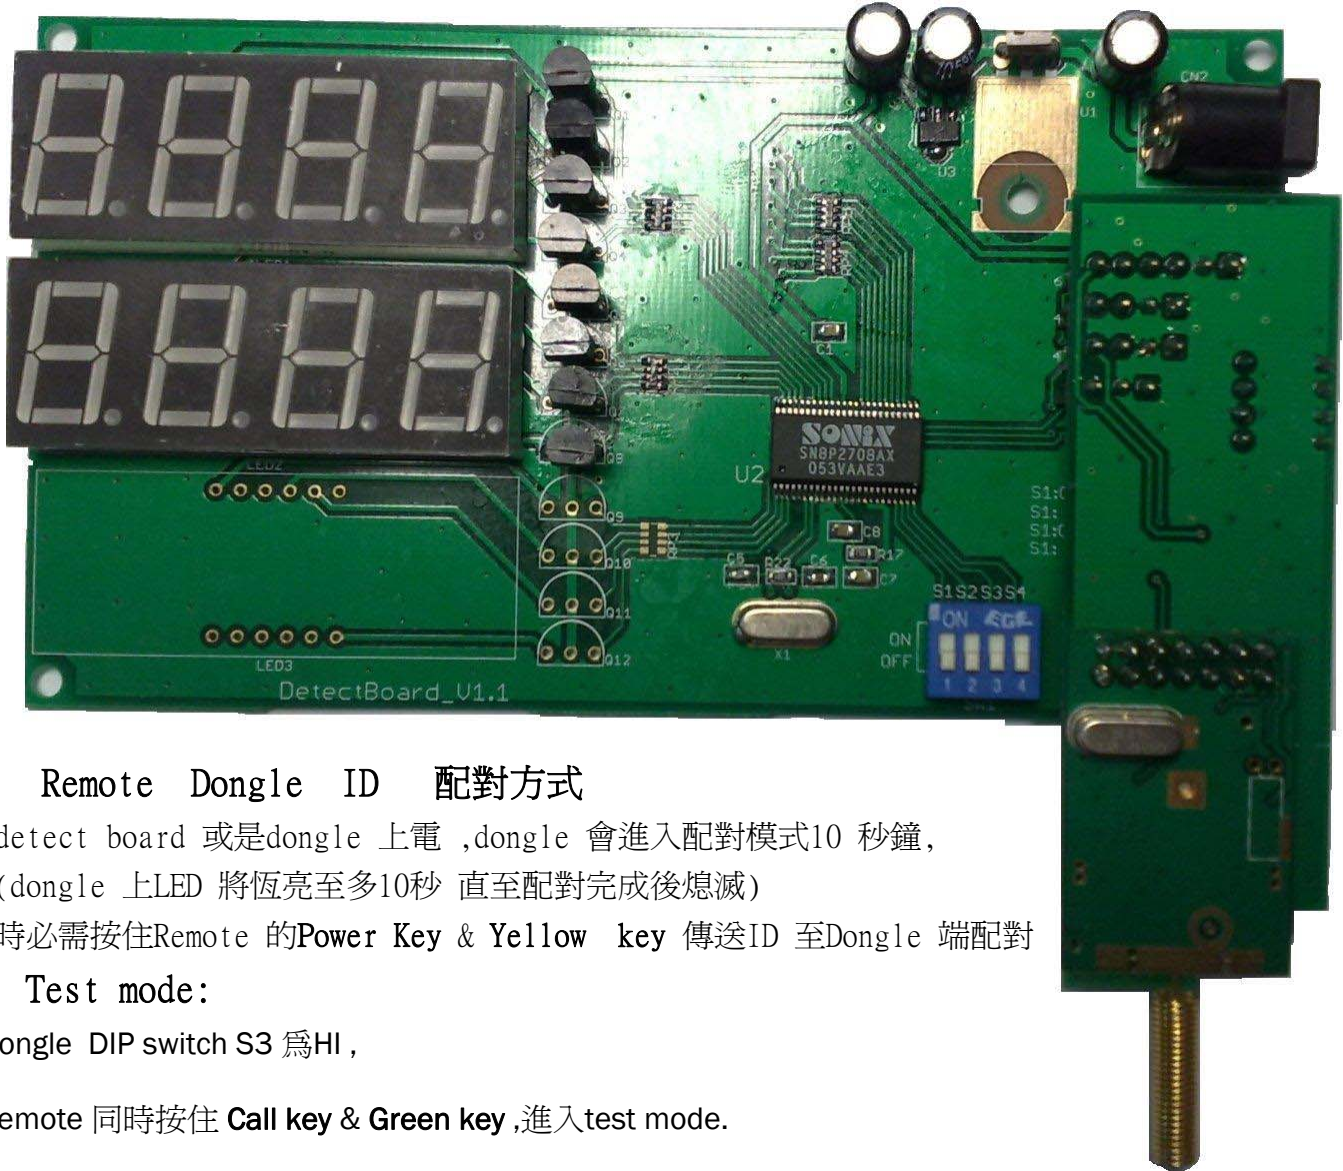 CN2
U1
Q1
Q2
U3
Q4
C1
SONiX
SN8P2708AX
053VAAE3
U2
LED2
Q8
Q9
Q10
Q11
Q12
C8
R17
C5
R22
C6
C7
X1
S1S2S3S4
ON ECE
ON
OFF
1 2 3 4
LED3
DetectBoard_V1.1
Remote Dongle ID 配對方式
detect board 或是dongle 上電 ,dongle 會進入配對模式10 秒鐘,
(dongle 上LED 將恆亮至多10秒 直至配對完成後熄滅)
時必需按住Remote 的Power Key & Yellow key 傳送ID 至Dongle 端配對
Test mode:
ongle DIP switch S3 爲HI ,
emote 同時按住 Call key & Green key ,進入test mode.